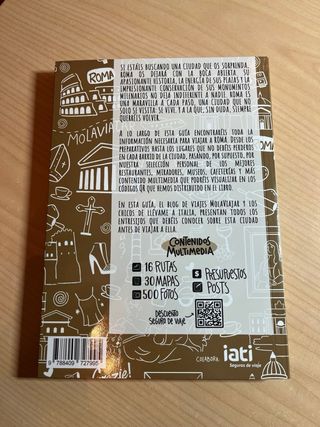 SI ESTÁIS BUSCANDO UNA CIUDAD QUE OS SORPRENDA,
ROMA OS DEJARÁ CON LA BOCA ABIERTA. SU
APASIONANTE HISTORIA, LA ENERGÍA DE SUS PLAZAS Y LA
IMPRESIONANTE CONSERVACIÓN DE SUS MONUMENTOS
MILENARIOS NO DEJA INDIFERENTE A NADIE. ROMA ES
UNA MARAVILLA A CADA PASO, UNA CIUDAD QUE NO
SOLO SE VISITA: SE VIVE. Y A LA QUE, SIN DUDA, SIEMPRE
QUERRÉIS VOLVER.
ROMA
MOLAVIA
A LO LARGO DE ESTA GUÍA ENCONTRARÉIS TODA LA
INFORMACIÓN NECESARIA PARA VIAJAR A ROMA: DESDE LOS
PREPARATIVOS HASTA LOS LUGARES QUE NO DEBÉIS PERDEROS
EN CADA BARRIO DE LA CIUDAD, PASANDO, POR SUPUESTO, POR
NUESTRA SELECCIÓN PERSONAL DE LOS MEJORES
RESTAURANTES, MIRADORES, MUSEOS, CAFETERÍAS Y MÁS
CONTENIDO MULTIMEDIA QUE PODRÉIS VISUALIZAR EN LOS
CÓDIGOS QR QUE HEMOS DISTRIBUIDO EN EL LIBRO.
EN ESTA GUÍA, EL BLOG DE VIAJES MOLAVIAJAR Y LOS
CHICOS DE LLÉVAME A ITALIA, PRESENTAN TODOS LOS
ENTRESIJOS QUE DEBÉIS CONOCER SOBRE ESTA CIUDAD
ANTES DE VIAJAR A ELLA.
CONTENIDOS
MULTIMEDIA
16 RUTAS
30 MAPAS
500 FOTOS
PRESUPUESTOS
POSTS
DESCUENTO
SEGURO DE VIAJE
COLABORA
iati
Seguros de viaje
9 788409 727995